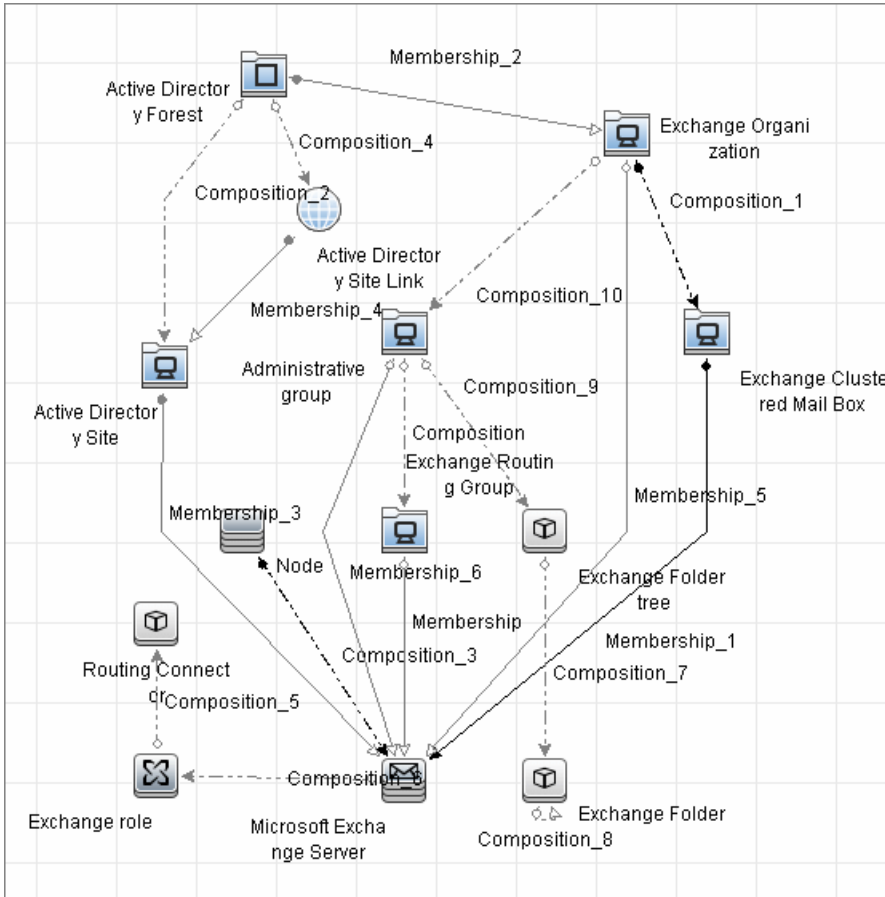 Membership_2
Active Director
y Forest
Exchange Organi
zation
Composition_4
Composition_2
Composition_1
Active Director
y Site Link
Composition_10
Membership_4
Administrative
group
Composition_9
Exchange Cluste
red Mail Box
Active Director
y Site
Composition
Exchange Routin
g Group
Membership_5
Membership_3
Node
Membership_6
Exchange Folder
tree
Membership
Membership_1
Composition_3
Routing Connect
or
Composition_5
Composition_7
Composition_6
Exchange role
Microsoft Excha
nge Server
Exchange Folder
Composition_8